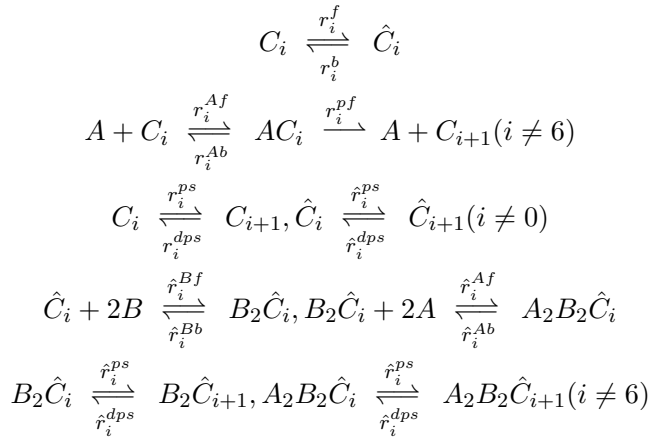 $C_i \underset{r_i^b}{\overset{r_i^f}{\rightleftharpoons}} \hat{C}_i$
$A + C_i \underset{r_i^{Ab}}{\overset{r_i^{Af}}{\rightleftharpoons}} AC_i \overset{r_i^{pf}}{\rightharpoonup} A + C_{i+1} (i \neq 6)$
$C_i \underset{r_i^{dps}}{\overset{r_i^{ps}}{\rightleftharpoons}} C_{i+1}, \hat{C}_i \underset{\hat{r}_i^{dps}}{\overset{\hat{r}_i^{ps}}{\rightleftharpoons}} \hat{C}_{i+1} (i \neq 0)$
$\hat{C}_i + 2B \underset{\hat{r}_i^{Bb}}{\overset{\hat{r}_i^{Bf}}{\rightleftharpoons}} B_2\hat{C}_i, B_2\hat{C}_i + 2A \underset{\hat{r}_i^{Ab}}{\overset{\hat{r}_i^{Af}}{\rightleftharpoons}} A_2B_2\hat{C}_i$
$B_2\hat{C}_i \underset{\hat{r}_i^{dps}}{\overset{\hat{r}_i^{ps}}{\rightleftharpoons}} B_2\hat{C}_{i+1}, A_2B_2\hat{C}_i \underset{\hat{r}_i^{dps}}{\overset{\hat{r}_i^{ps}}{\rightleftharpoons}} A_2B_2\hat{C}_{i+1} (i \neq 6)$